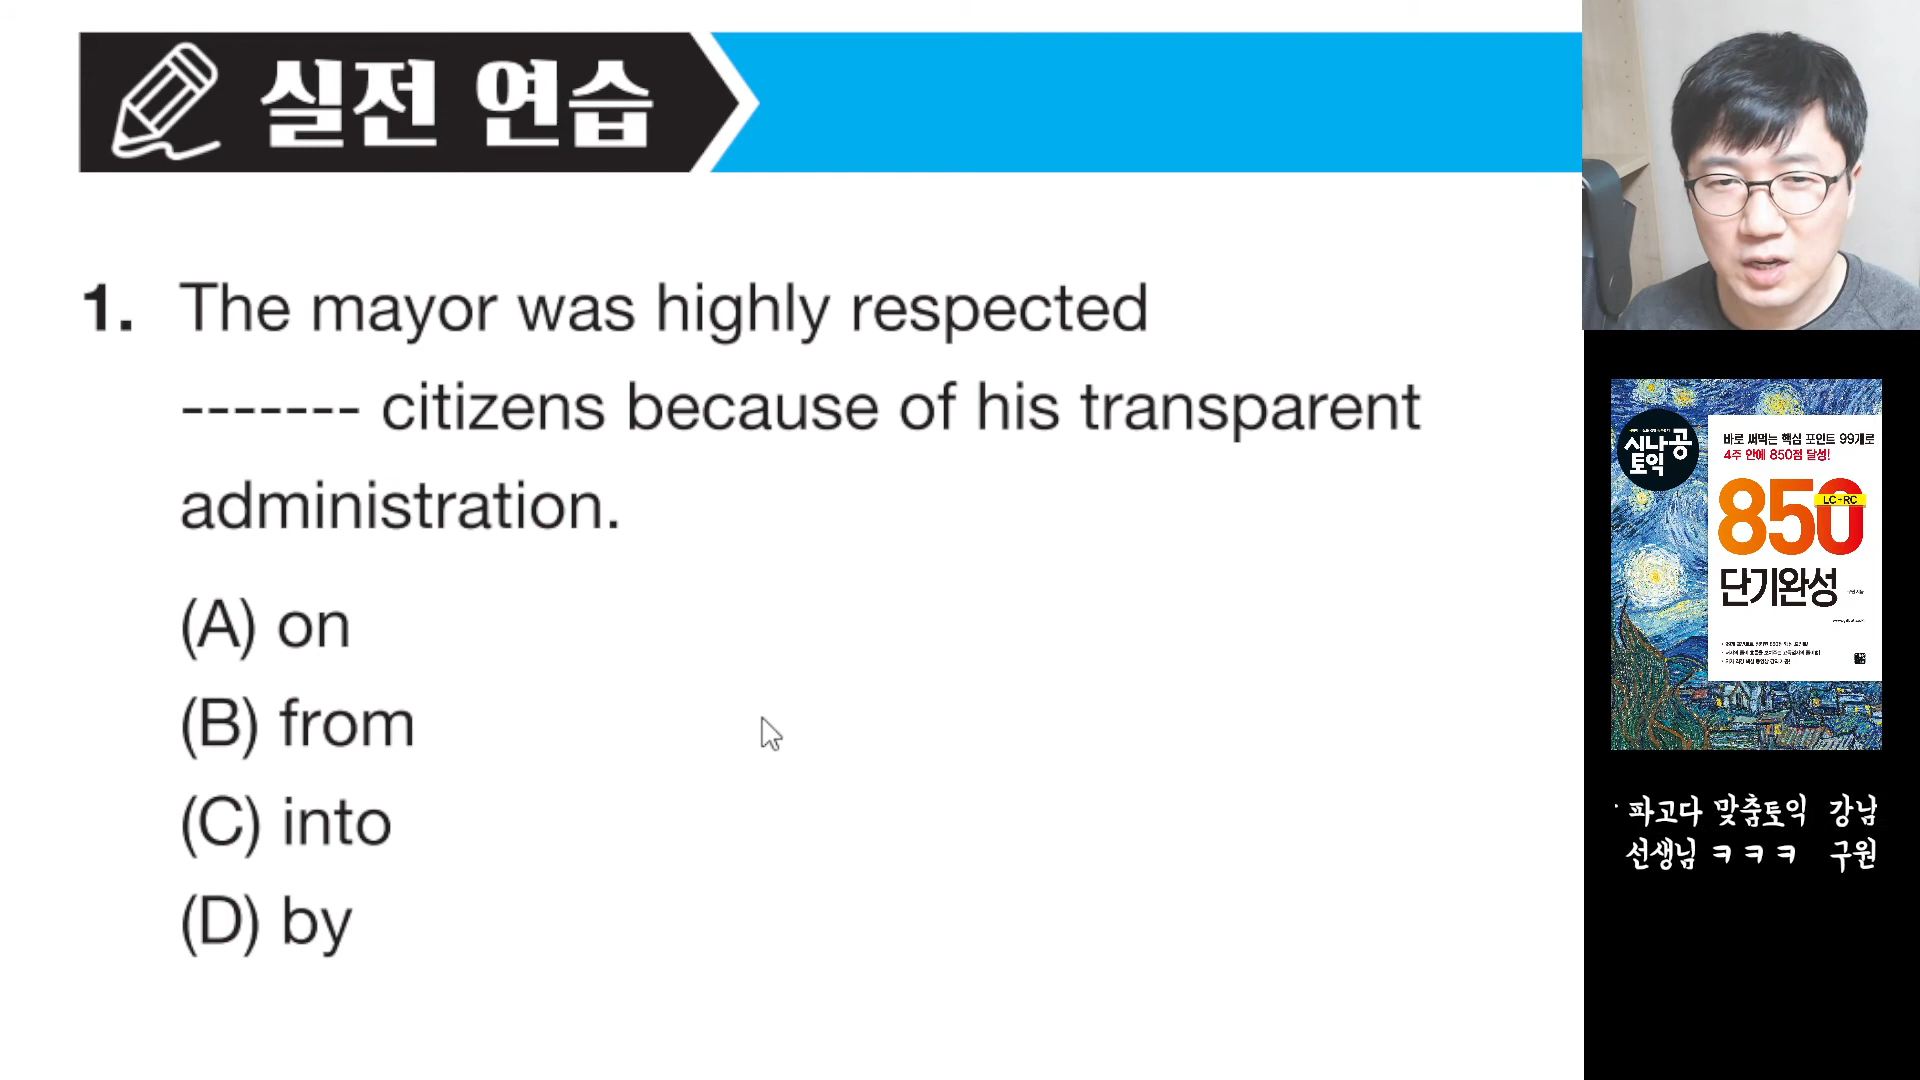 실전 연습
1. The mayor was highly respected
------- citizens because of his transparent
administration.
(A) on
(B) from
(C) into
(D) by
시나공
토익
바로 써먹는 핵심 포인트 99개로
4주 안에 850점 달성!
850
LC+RC
단기완성
파고다 맞춤토익 강남
선생님 ㅋㅋㅋ 구원